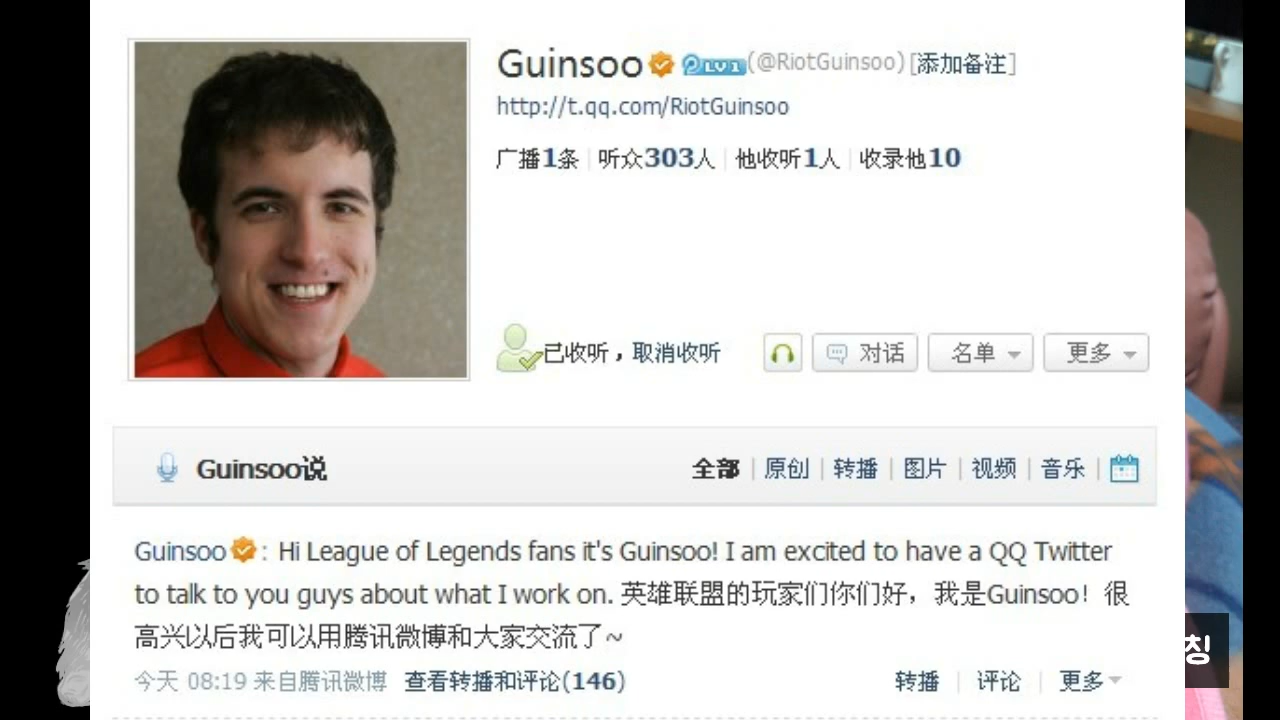 Guinsoo LV1 (@RiotGuinsoo) [添加备注]
http://t.qq.com/RiotGuinsoo
广播1条 | 听众303人 | 他收听1人 | 收录他10
已收听，取消收听 对话 名单 更多
Guinsoo说 全部 | 原创 | 转播 | 图片 | 视频 | 音乐 |
Guinsoo : Hi League of Legends fans it's Guinsoo! I am excited to have a QQ Twitter
to talk to you guys about what I work on. 英雄联盟的玩家们你们好，我是Guinsoo！很
高兴以后我可以用腾讯微博和大家交流了~
칭
今天 08:19 来自腾讯微博 查看转播和评论(146) 转播 | 评论 | 更多